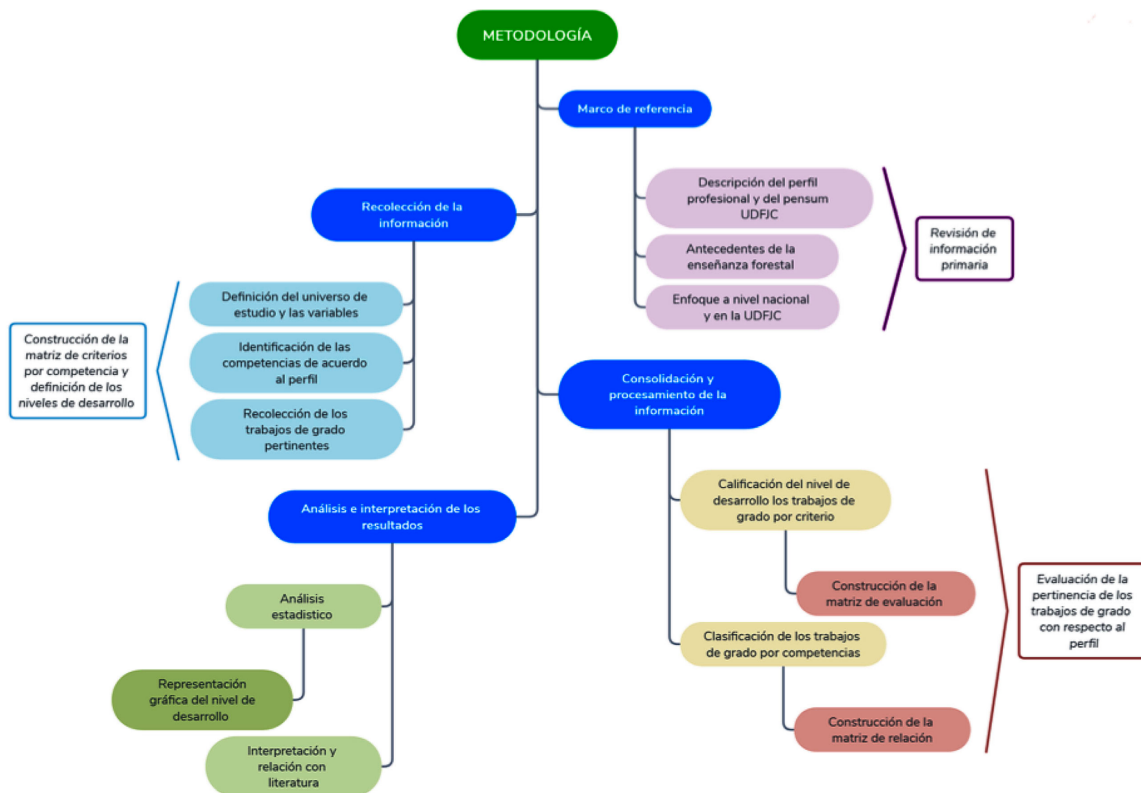 METODOLOGÍA
Marco de referencia
Descripción del perfil
profesional y del pensum
UDFJC
Antecedentes de la
enseñanza forestal
Enfoque a nivel nacional
y en la UDFJC
Revisión de
información
primaria
Recolección de la
información
Definición del universo de
estudio y las variables
Identificación de las
competencias de acuerdo
al perfil
Recolección de los
trabajos de grado
pertinentes
Construcción de la
matriz de criterios
por competencia y
definición de los
niveles de desarrollo
Consolidación y
procesamiento de la
información
Calificación del nivel de
desarrollo los trabajos de
grado por criterio
Construcción de la
matriz de evaluación
Clasificación de los trabajos
de grado por competencias
Construcción de la
matriz de relación
Evaluación de la
pertinencia de los
trabajos de grado
con respecto al
perfil
Análisis e interpretación de los
resultados
Análisis
estadistico
Representación
gráfica del nivel de
desarrollo
Interpretación y
relación con
literatura